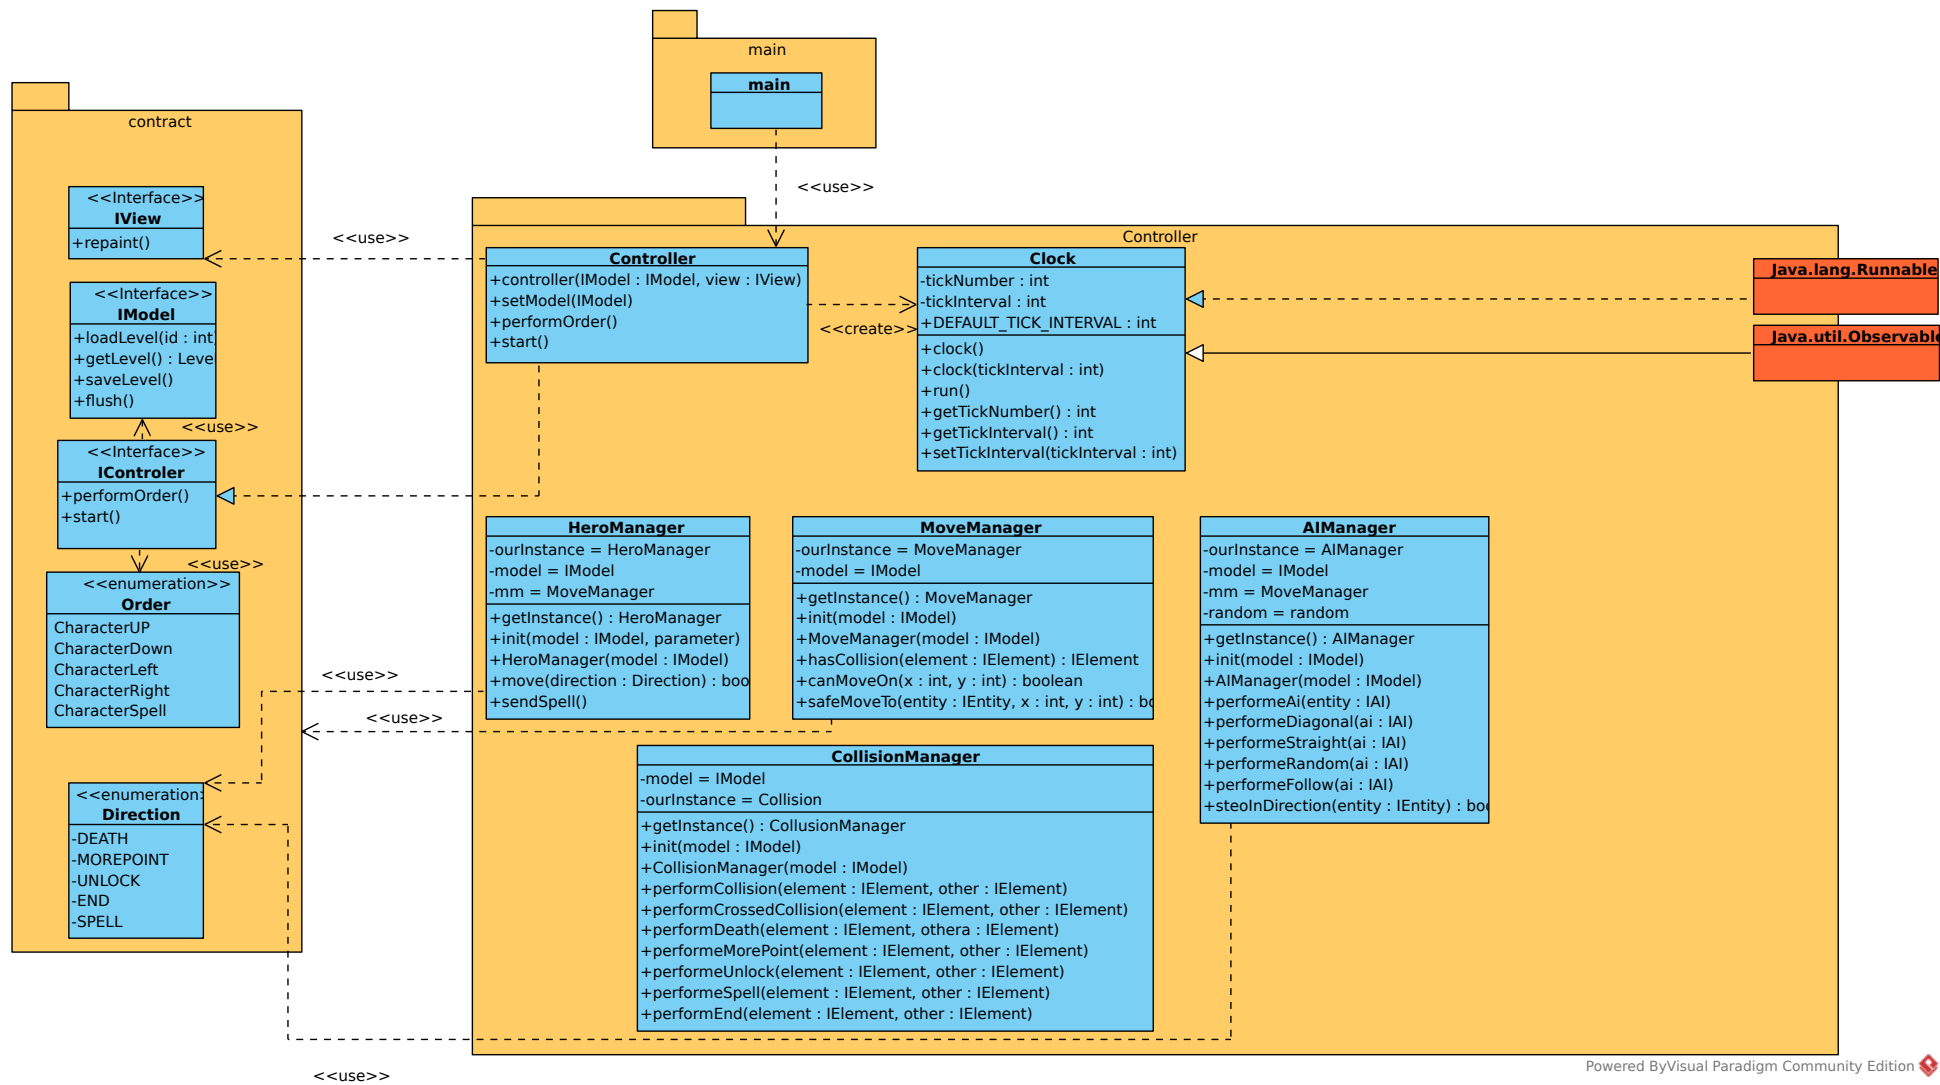 main
main
<<use>>
contract
<<Interface>>
IView
+repaint()
<<use>>
<<Interface>>
IModel
+loadLevel(id : int)
+getLevel() : Leve
+saveLevel()
+flush()
<<use>>
<<Interface>>
IControler
+performOrder()
+start()
<<use>>
<<enumeration>>
Order
CharacterUP
CharacterDown
CharacterLeft
CharacterRight
CharacterSpell
<<enumeration>
Direction
-DEATH
-MOREPOINT
-UNLOCK
-END
-SPELL
<<use>>
<<use>>
<<use>>
Controller
Controller
+controller(IModel : IModel, view : IView)
+setModel(IModel)
+performOrder()
+start()
<<create>>
Clock
-tickNumber : int
-tickInterval : int
+DEFAULT_TICK_INTERVAL : int
+clock()
+clock(tickInterval : int)
+run()
+getTickNumber() : int
+getTickInterval() : int
+setTickInterval(tickInterval : int)
Java.lang.Runnable
Java.util.Observable
HeroManager
-ourInstance = HeroManager
-model = IModel
-mm = MoveManager
+getInstance() : HeroManager
+init(model : IModel, parameter)
+HeroManager(model : IModel)
+move(direction : Direction) : boo
+sendSpell()
MoveManager
-ourInstance = MoveManager
-model = IModel
+getInstance() : MoveManager
+init(model : IModel)
+MoveManager(model : IModel)
+hasCollision(element : IElement) : IElement
+canMoveOn(x : int, y : int) : boolean
+safeMoveTo(entity : IEntity, x : int, y : int) : bo
AIManager
-ourInstance = AIManager
-model = IModel
-mm = MoveManager
-random = random
+getInstance() : AIManager
+init(model : IModel)
+AIManager(model : IModel)
+performeAi(entity : IAI)
+performeDiagonal(ai : IAI)
+performeStraight(ai : IAI)
+performeRandom(ai : IAI)
+performeFollow(ai : IAI)
+steoInDirection(entity : IEntity) : boo
CollisionManager
-model = IModel
-ourInstance = Collision
+getInstance() : CollusionManager
+init(model : IModel)
+CollisionManager(model : IModel)
+performCollision(element : IElement, other : IElement)
+performCrossedCollision(element : IElement, other : IElement)
+performDeath(element : IElement, othera : IElement)
+performeMorePoint(element : IElement, other : IElement)
+performeUnlock(element : IElement, other : IElement)
+performeSpell(element : IElement, other : IElement)
+performEnd(element : IElement, other : IElement)
Powered ByVisual Paradigm Community Edition